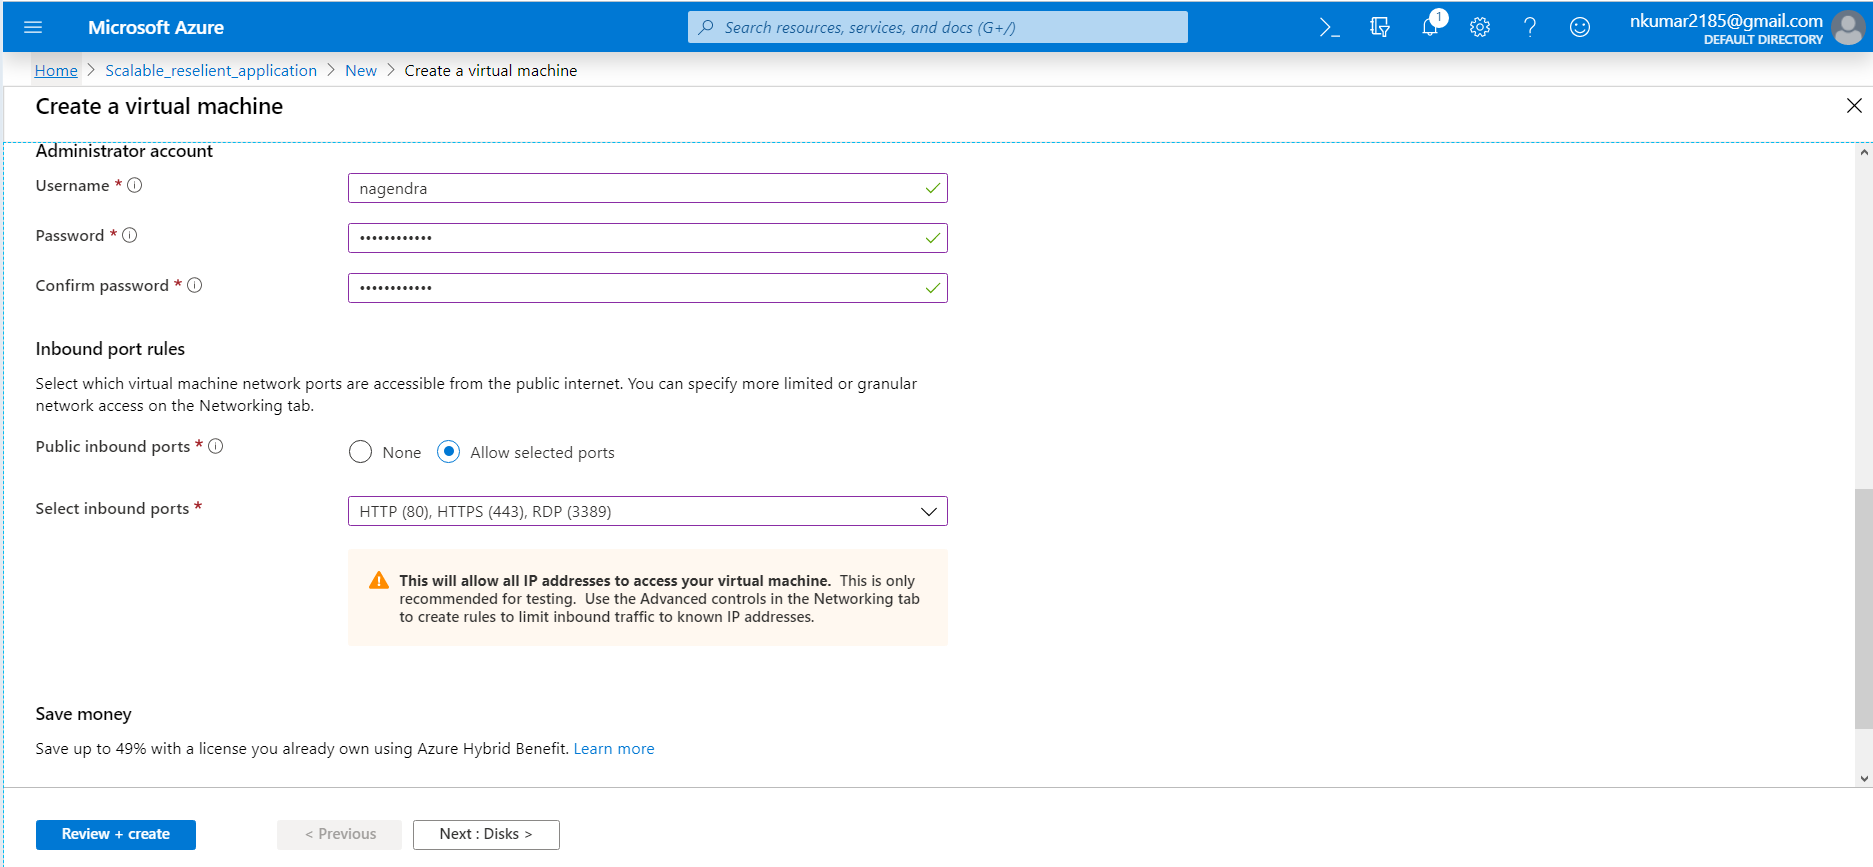 Microsoft Azure
Search resources, services, and docs (G+/)
1
nkumar2185@gmail.com
DEFAULT DIRECTORY
Home > Scalable_reselient_application > New > Create a virtual machine
Create a virtual machine
Administrator account
Username *
nagendra
Password *
••••••••••••
Confirm password *
••••••••••••
Inbound port rules
Select which virtual machine network ports are accessible from the public internet. You can specify more limited or granular
network access on the Networking tab.
Public inbound ports *
None Allow selected ports
Select inbound ports *
HTTP (80), HTTPS (443), RDP (3389)
This will allow all IP addresses to access your virtual machine. This is only
recommended for testing. Use the Advanced controls in the Networking tab
to create rules to limit inbound traffic to known IP addresses.
Save money
Save up to 49% with a license you already own using Azure Hybrid Benefit. Learn more
Review + create
< Previous
Next : Disks >